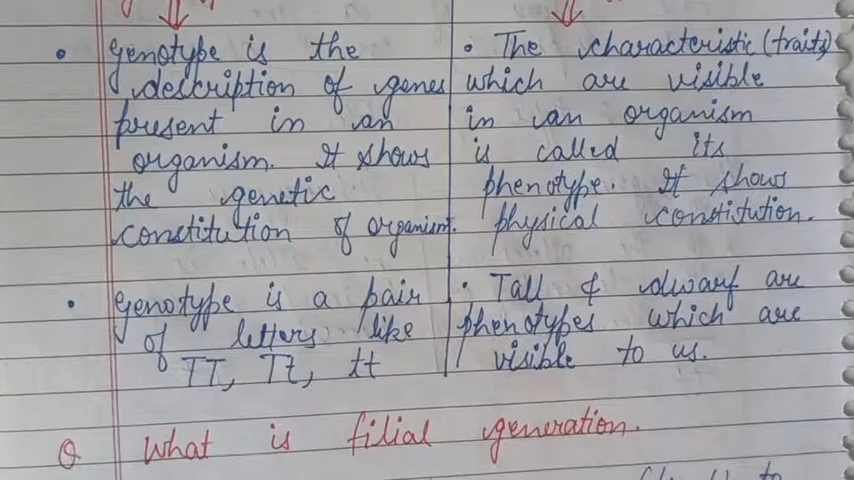 • Genotype is the
description of genes
present in an
organism. It shows
the genetic
constitution of organism.
• Genotype is a pair
of letters like
TT, Tt, tt
• The characteristic (traits)
which are visible
in an organism
is called its
phenotype. It shows
physical constitution.
• Tall & dwarf are
phenotypes which are
visible to us.
Q What is filial generation.
to